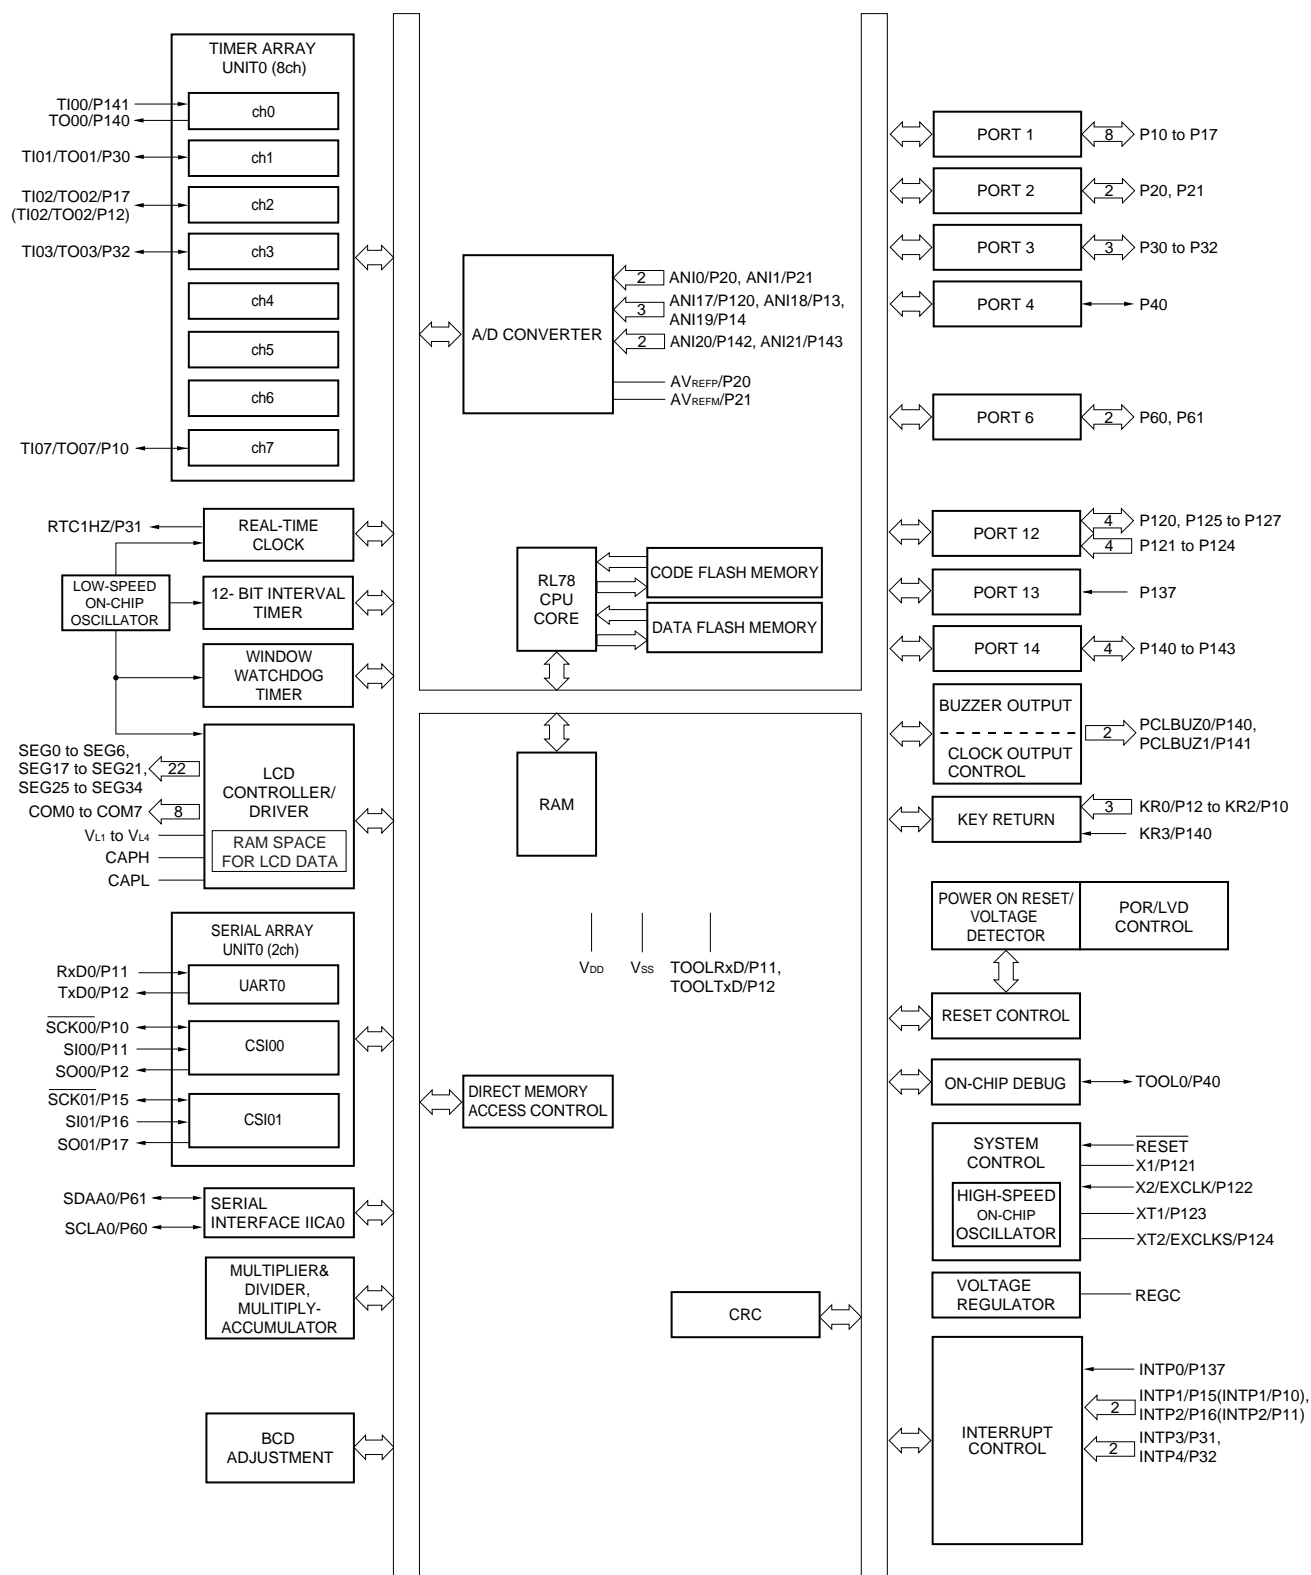 TIMER ARRAY
UNIT0 (8ch)
TI00/P141
TO00/P140
ch0
TI01/TO01/P30
ch1
TI02/TO02/P17
(TI02/TO02/P12)
ch2
TI03/TO03/P32
ch3
ch4
ch5
ch6
TI07/TO07/P10
ch7
RTC1HZ/P31
REAL-TIME
CLOCK
LOW-SPEED
ON-CHIP
OSCILLATOR
12- BIT INTERVAL
TIMER
WINDOW
WATCHDOG
TIMER
SEG0 to SEG6,
SEG17 to SEG21,
SEG25 to SEG34
22
COM0 to COM7
8
VL1 to VL4
CAPH
CAPL
LCD
CONTROLLER/
DRIVER
RAM SPACE
FOR LCD DATA
SERIAL ARRAY
UNIT0 (2ch)
RxD0/P11
TxD0/P12
UART0
SCK00/P10
SI00/P11
SO00/P12
CSI00
SCK01/P15
SI01/P16
SO01/P17
CSI01
SDAA0/P61
SCLA0/P60
SERIAL
INTERFACE IICA0
MULTIPLIER&
DIVIDER,
MULITIPLY-
ACCUMULATOR
BCD
ADJUSTMENT
A/D CONVERTER
2
ANI0/P20, ANI1/P21
3
ANI17/P120, ANI18/P13,
ANI19/P14
2
ANI20/P142, ANI21/P143
AVREFP/P20
AVREFM/P21
RL78
CPU
CORE
CODE FLASH MEMORY
DATA FLASH MEMORY
RAM
VDD
VSS
TOOLRxD/P11,
TOOLTxD/P12
DIRECT MEMORY
ACCESS CONTROL
CRC
PORT 1
8
P10 to P17
PORT 2
2
P20, P21
PORT 3
3
P30 to P32
PORT 4
P40
PORT 6
2
P60, P61
PORT 12
4
P120, P125 to P127
4
P121 to P124
PORT 13
P137
PORT 14
4
P140 to P143
BUZZER OUTPUT
CLOCK OUTPUT
CONTROL
2
PCLBUZ0/P140,
PCLBUZ1/P141
KEY RETURN
3
KR0/P12 to KR2/P10
KR3/P140
POWER ON RESET/
VOLTAGE
DETECTOR
POR/LVD
CONTROL
RESET CONTROL
ON-CHIP DEBUG
TOOL0/P40
SYSTEM
CONTROL
HIGH-SPEED
ON-CHIP
OSCILLATOR
RESET
X1/P121
X2/EXCLK/P122
XT1/P123
XT2/EXCLKS/P124
VOLTAGE
REGULATOR
REGC
INTERRUPT
CONTROL
INTP0/P137
2
INTP1/P15(INTP1/P10),
INTP2/P16(INTP2/P11)
2
INTP3/P31,
INTP4/P32